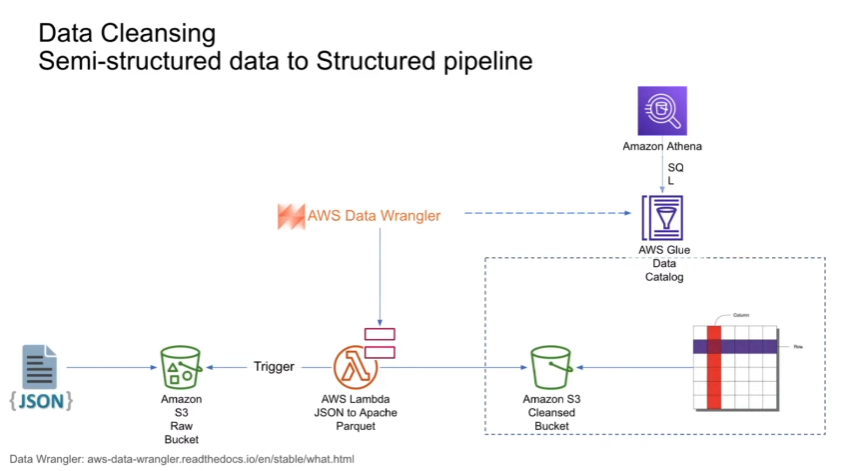 Data Cleansing
Semi-structured data to Structured pipeline
Amazon Athena
SQ
L
AWS Data Wrangler
AWS Glue
Data
Catalog
Column
Row
{JSON}
Trigger
Amazon
S3
Raw
Bucket
AWS Lambda
JSON to Apache
Parquet
Amazon S3
Cleansed
Bucket
Data Wrangler: aws-data-wrangler.readthedocs.io/en/stable/what.html